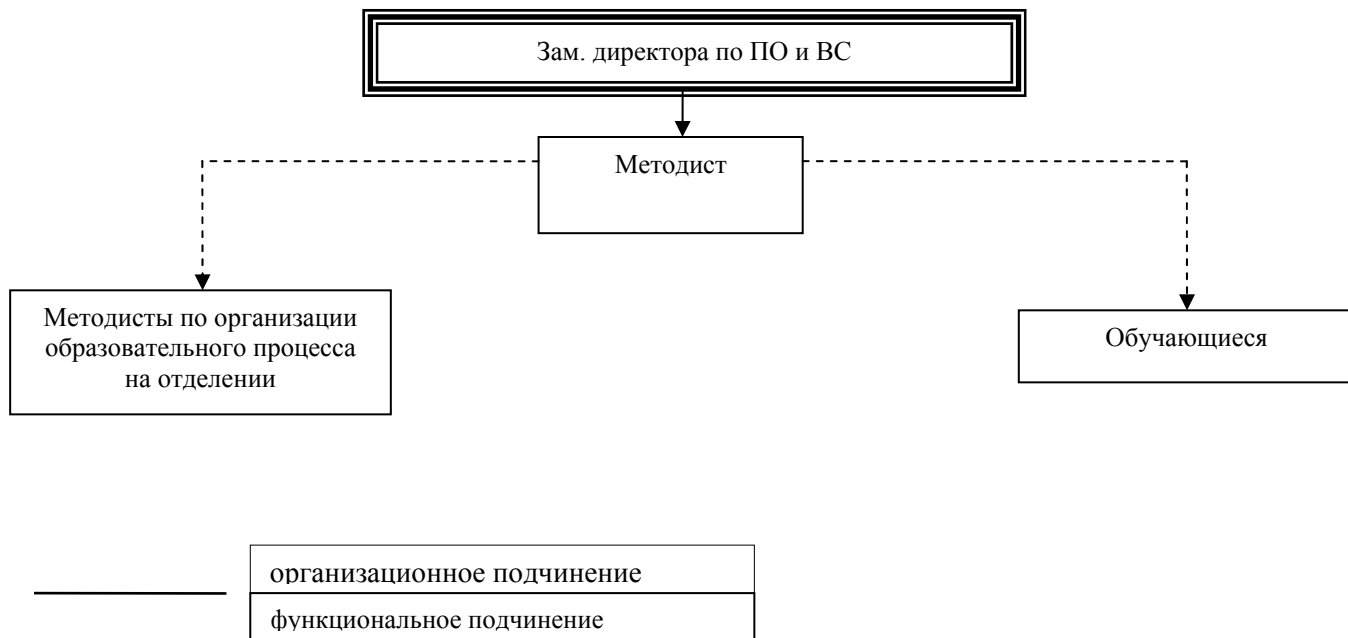 Зам. директора по ПО и ВС
Методист
Методисты по организации
образовательного процесса
на отделении
Обучающиеся
организационное подчинение
функциональное подчинение